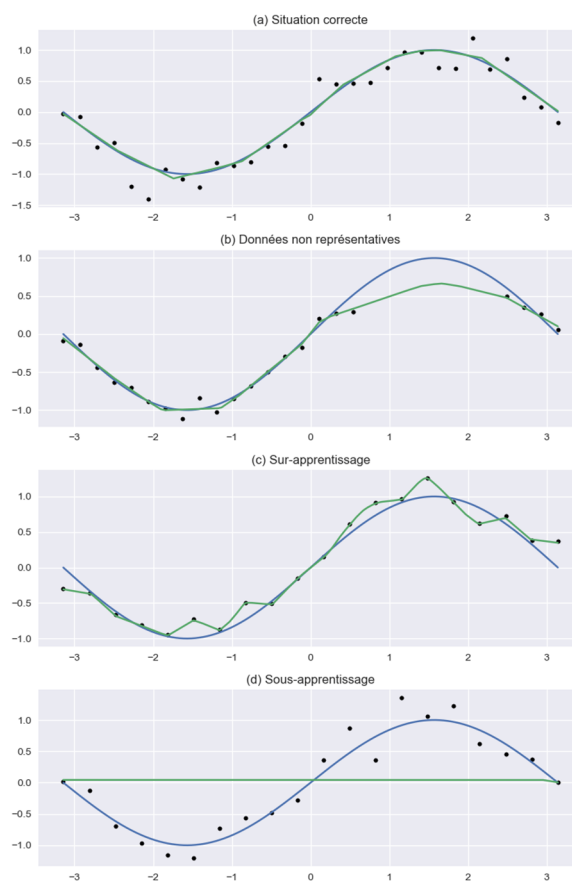 (a) Situation correcte
1.0
0.5
0.0
−0.5
−1.0
−1.5
−3 −2 −1 0 1 2 3
(b) Données non représentatives
1.0
0.5
0.0
−0.5
−1.0
−3 −2 −1 0 1 2 3
(c) Sur-apprentissage
1.0
0.5
0.0
−0.5
−1.0
−3 −2 −1 0 1 2 3
(d) Sous-apprentissage
1.0
0.5
0.0
−0.5
−1.0
−3 −2 −1 0 1 2 3